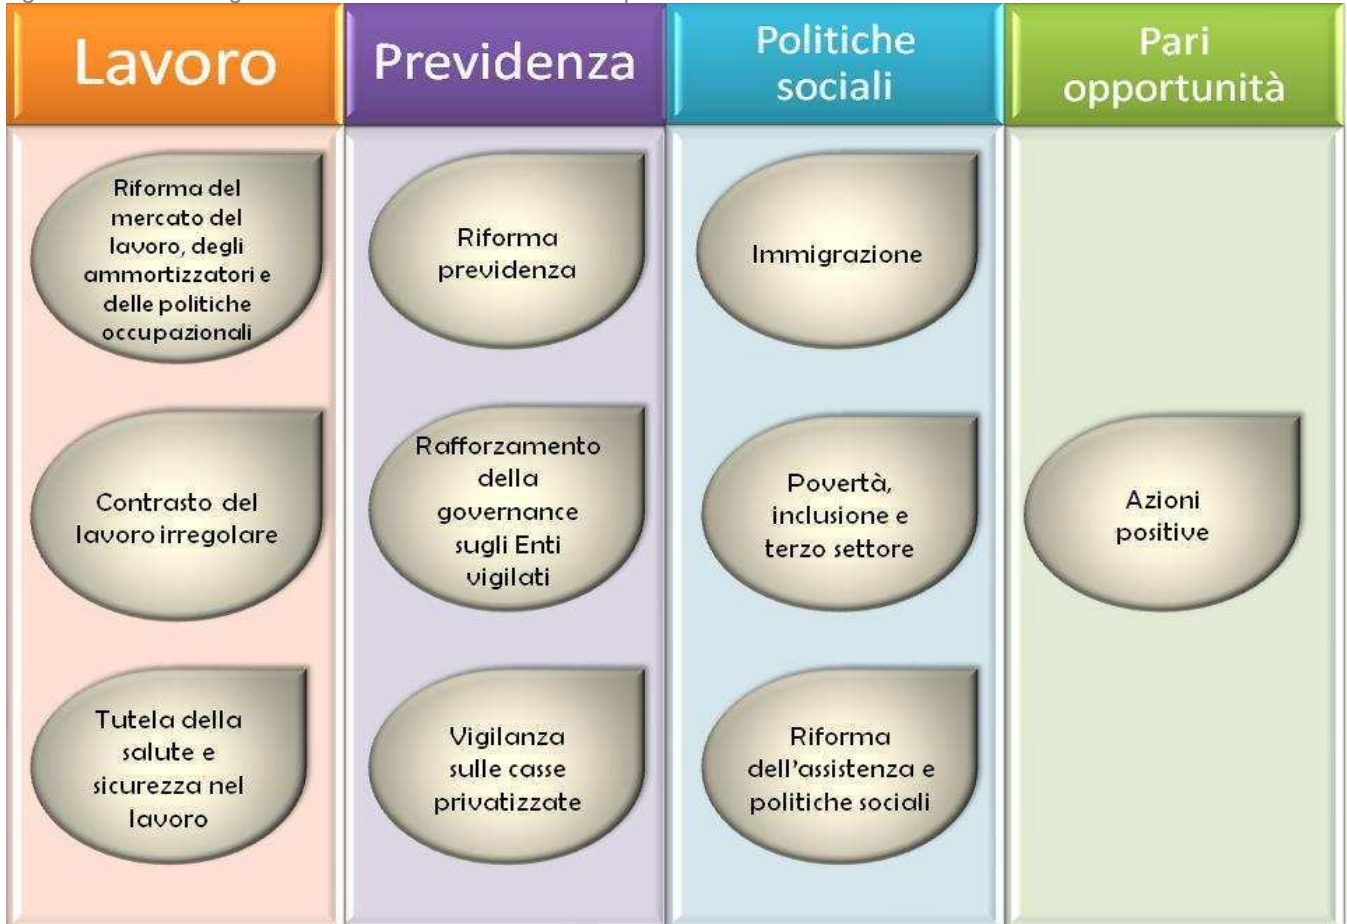 Lavoro
Riforma del
mercato del
lavoro, degli
ammortizzatori e
delle politiche
occupazionali
Contrasto del
lavoro irregolare
Tutela della
salute e
sicurezza nel
lavoro
Previdenza
Riforma
previdenza
Rafforzamento
della
governance
sugli Enti
vigilati
Vigilanza
sulle casse
privatizzate
Politiche
sociali
Immigrazione
Povertà,
inclusione e
terzo settore
Riforma
dell'assistenza e
politiche sociali
Pari
opportunità
Azioni
positive